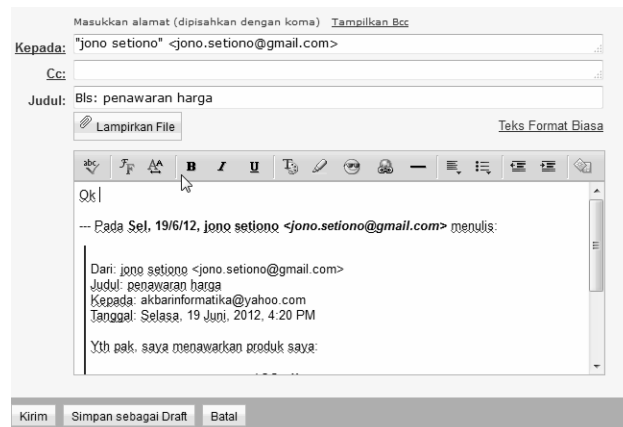 Masukkan alamat (dipisahkan dengan koma) Tampilkan Bcc
Kepada: "jono setiono" <jono.setiono@gmail.com>
Cc:
Judul: Bls: penawaran harga
Lampirkan File Teks Format Biasa
abc F F A B I U T
Ok
--- Pada Sel, 19/6/12, jono setiono <jono.setiono@gmail.com> menulis:
Dari: jono setiono <jono.setiono@gmail.com>
Judul: penawaran harga
Kepada: akbarinformatika@yahoo.com
Tanggal: Selasa, 19 Juni, 2012, 4:20 PM
Yth pak, saya menawarkan produk saya:
Kirim Simpan sebagai Draft Batal